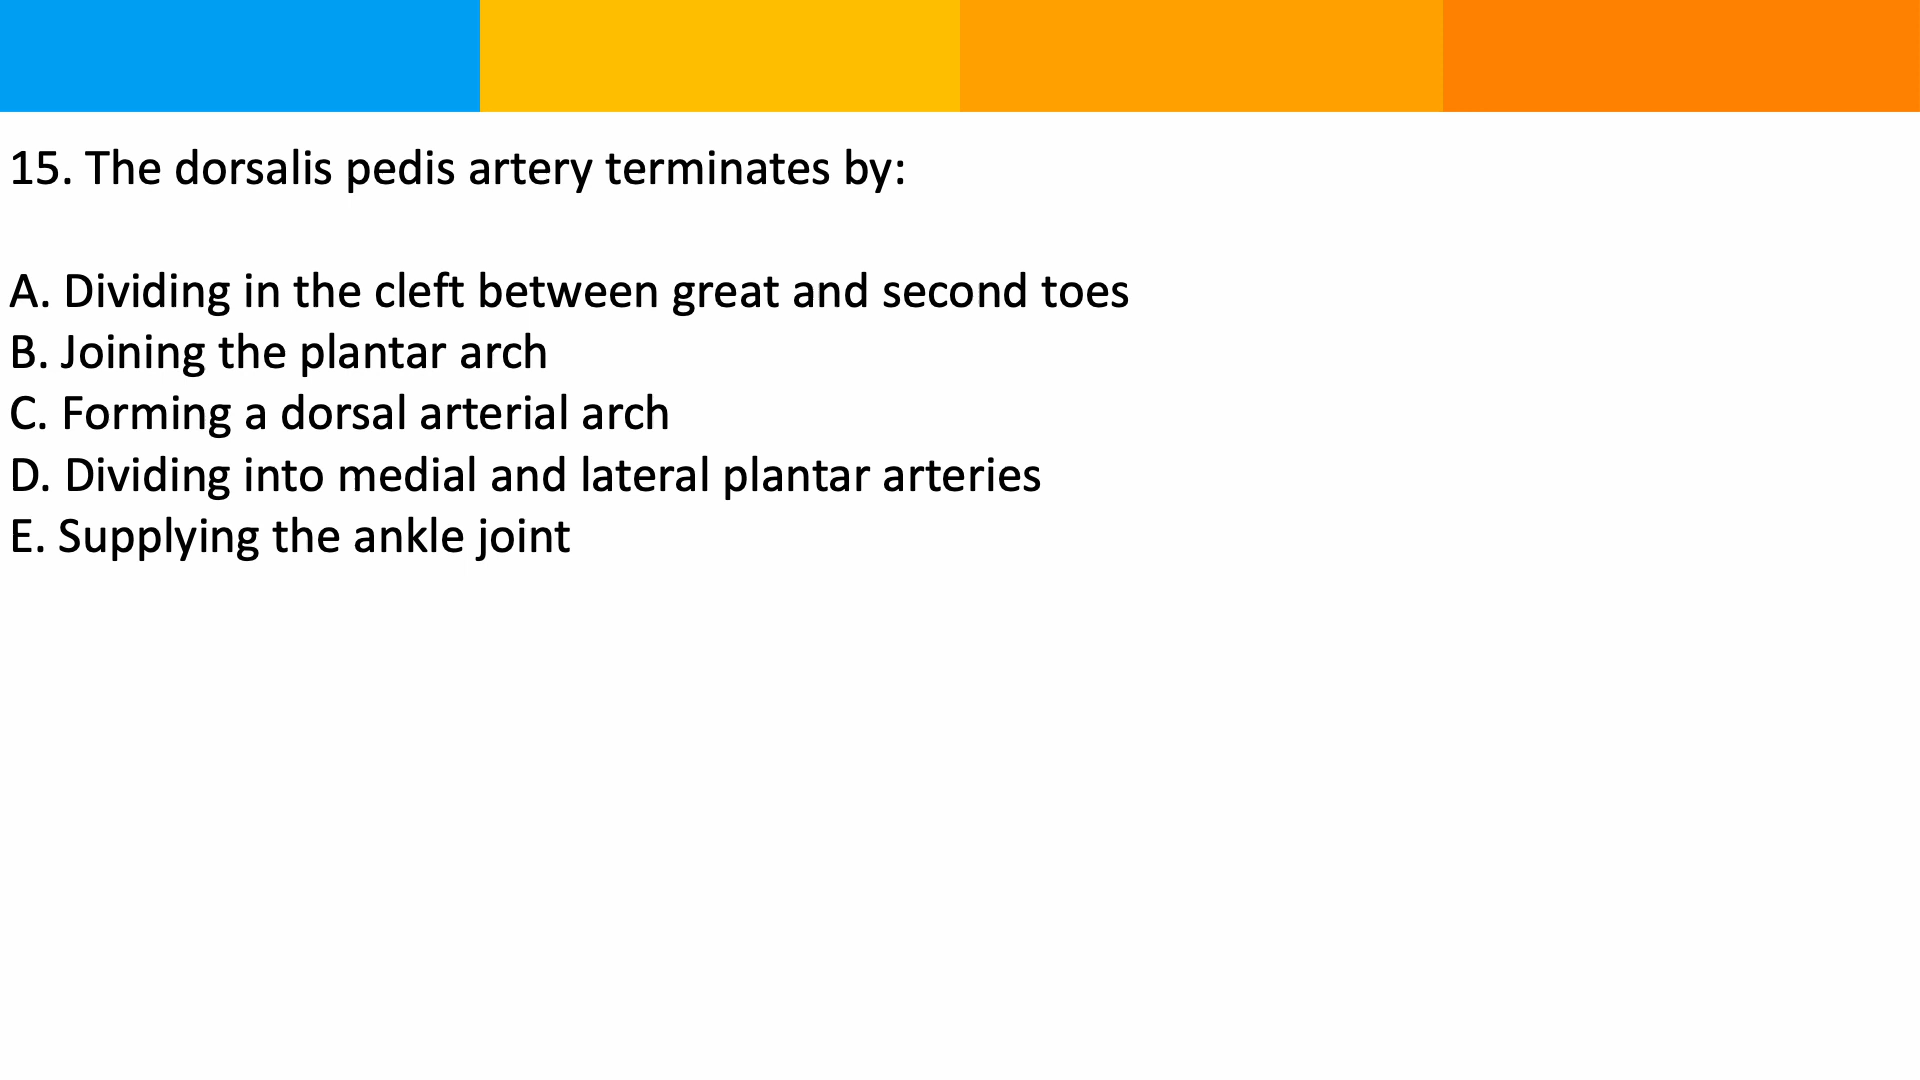 15. The dorsalis pedis artery terminates by:
A. Dividing in the cleft between great and second toes
B. Joining the plantar arch
C. Forming a dorsal arterial arch
D. Dividing into medial and lateral plantar arteries
E. Supplying the ankle joint